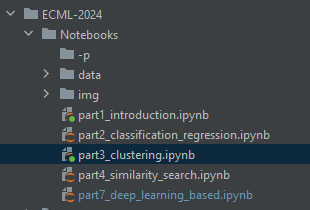 ECML-2024
Notebooks
-p
data
img
part1_introduction.ipynb
part2_classification_regression.ipynb
part3_clustering.ipynb
part4_similarity_search.ipynb
part7_deep_learning_based.ipynb